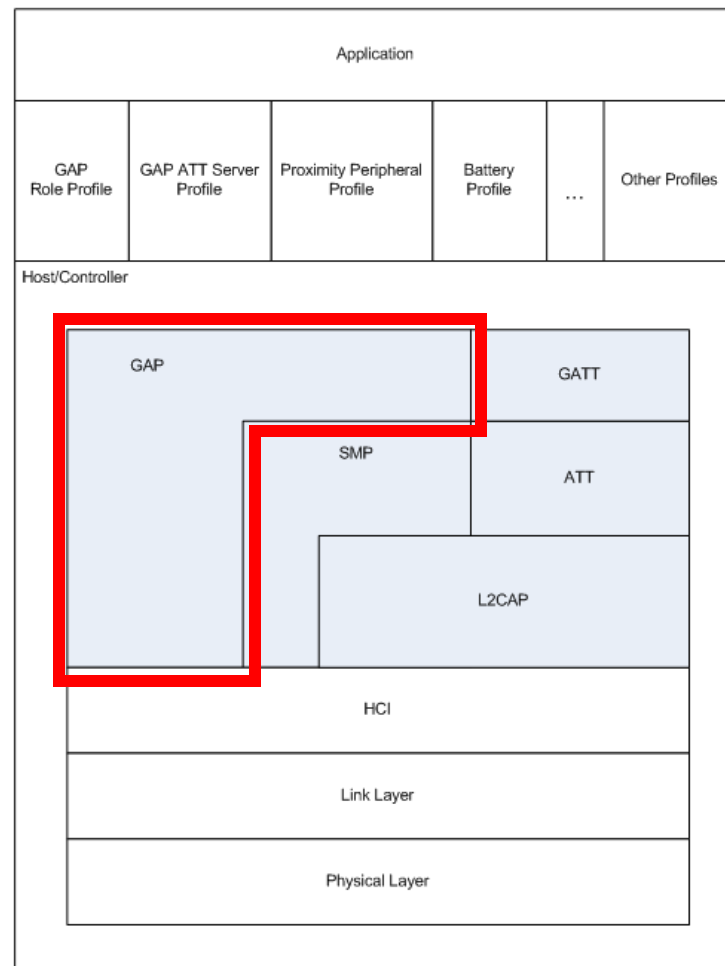 Application
GAP
Role Profile
GAP ATT Server
Profile
Proximity Peripheral
Profile
Battery
Profile
...
Other Profiles
Host/Controller
GAP
GATT
SMP
ATT
L2CAP
HCI
Link Layer
Physical Layer